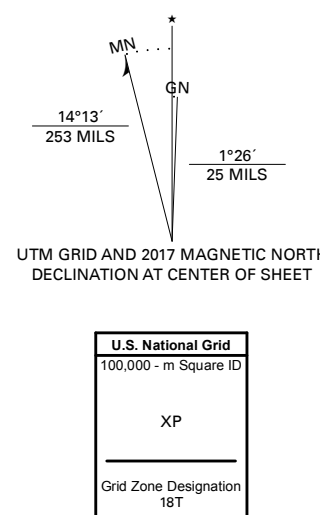 MN
GN
14°13´
253 MILS
1°26´
25 MILS
UTM GRID AND 2017 MAGNETIC NORTH
DECLINATION AT CENTER OF SHEET
U.S. National Grid
100,000 - m Square ID
XP
Grid Zone Designation
18T